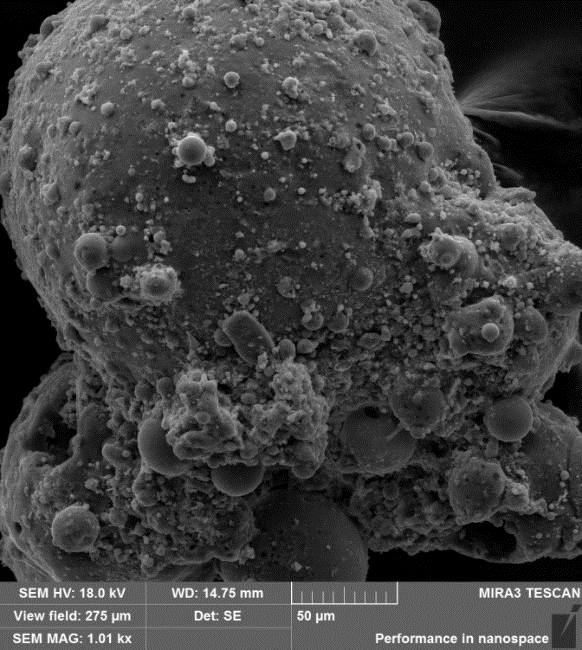 SEM HV: 18.0 kV WD: 14.75 mm MIRA3 TESCAN
View field: 275 µm Det: SE 50 µm
SEM MAG: 1.01 kx Performance in nanospace